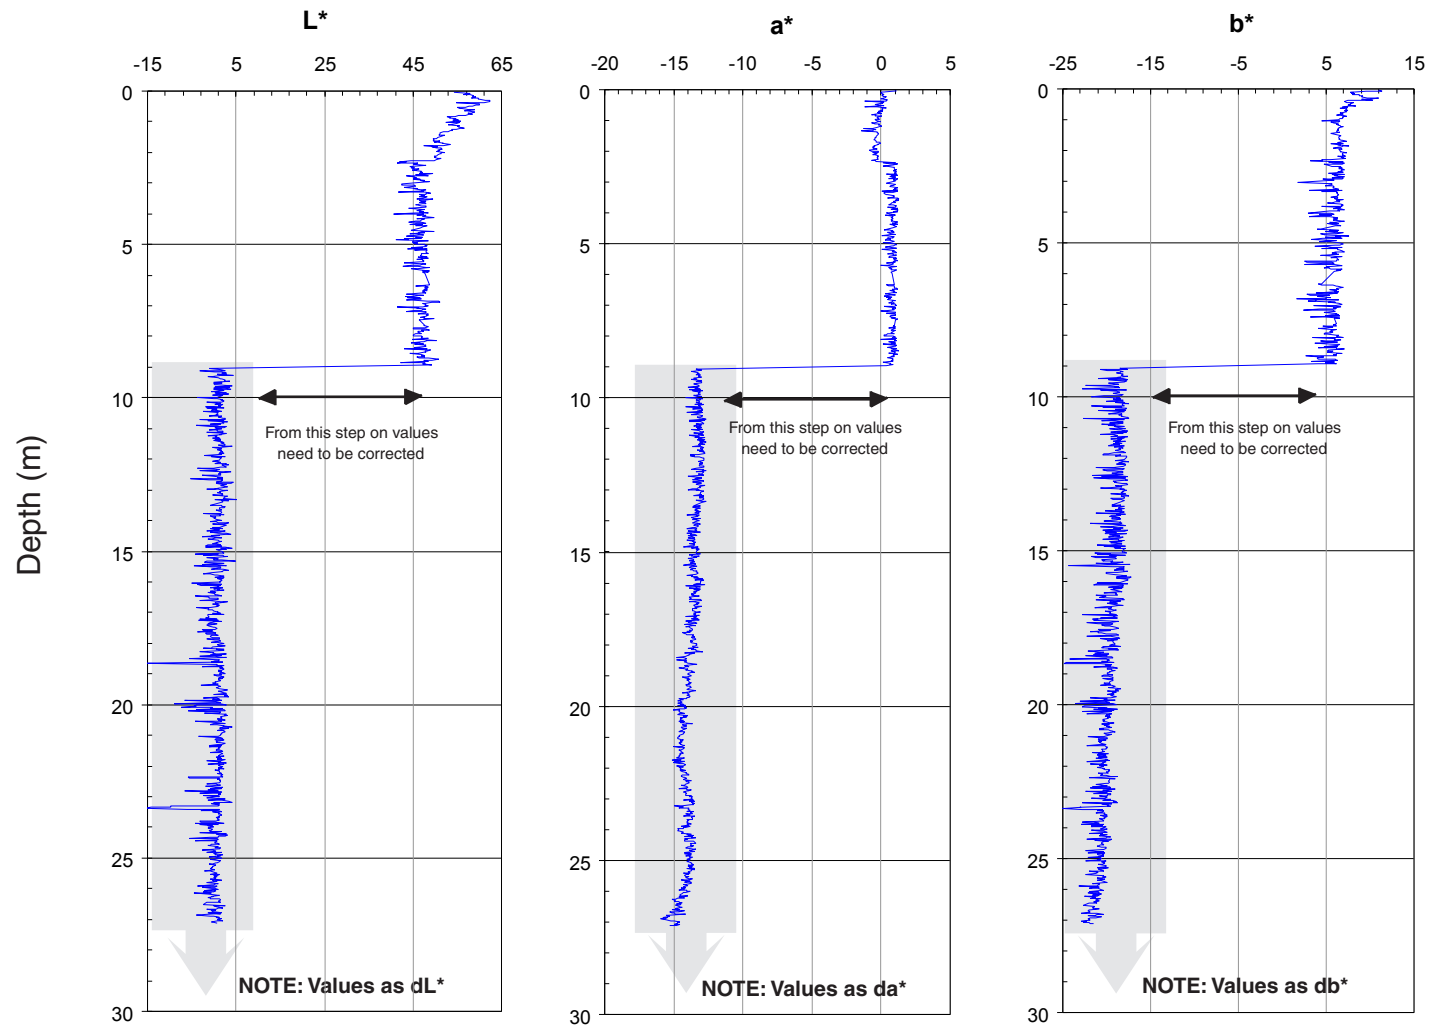 L*
a*
b*
-15 5 25 45 65
-20 -15 -10 -5 0 5
-25 -15 -5 5 15
0
5
10
15
20
25
30
0
5
10
15
20
25
30
0
5
10
15
20
25
30
Depth (m)
From this step on values
need to be corrected
From this step on values
need to be corrected
From this step on values
need to be corrected
NOTE: Values as dL*
NOTE: Values as da*
NOTE: Values as db*